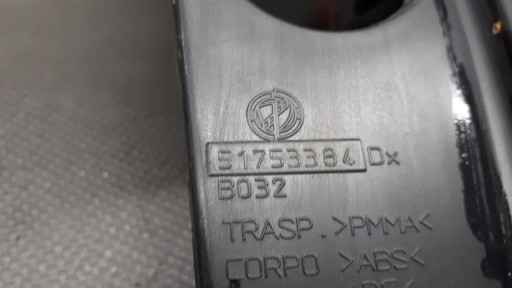 51753384 Dx
B032
TRASP. >PMMA<
CORPO >ABS<